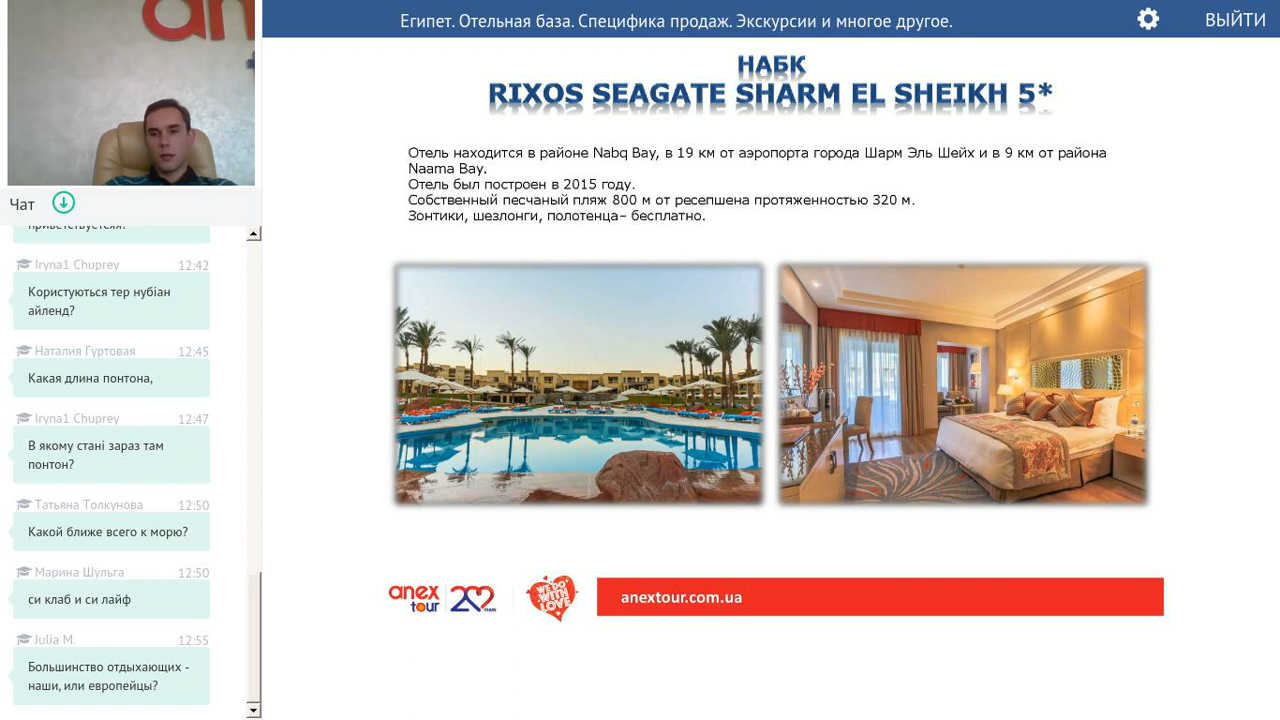 Египет. Отельная база. Специфика продаж. Экскурсии и многое другое.
ВЫЙТИ
Чат
Iryna1 Chuprey 12:42
Користуються тер нубіан
айленд?
Наталия Гуртовая 12:45
Какая длина понтона,
Iryna1 Chuprey 12:47
В якому стані зараз там
понтон?
Татьяна Толкунова 12:50
Какой ближе всего к морю?
Марина Шульга 12:50
си клаб и си лайф
Julia M. 12:55
Большинство отдыхающих -
наши, или европейцы?
НАБК
RIXOS SEAGATE SHARM EL SHEIKH 5*
Отель находится в районе Nabq Bay, в 19 км от аэропорта города Шарм Эль Шейх и в 9 км от района
Naama Bay.
Отель был построен в 2015 году.
Собственный песчаный пляж 800 м от ресепшена протяженностью 320 м.
Зонтики, шезлонги, полотенца– бесплатно.
anex
tour
20
YEARS
WE DO
WITH
LOVE
anextour.com.ua